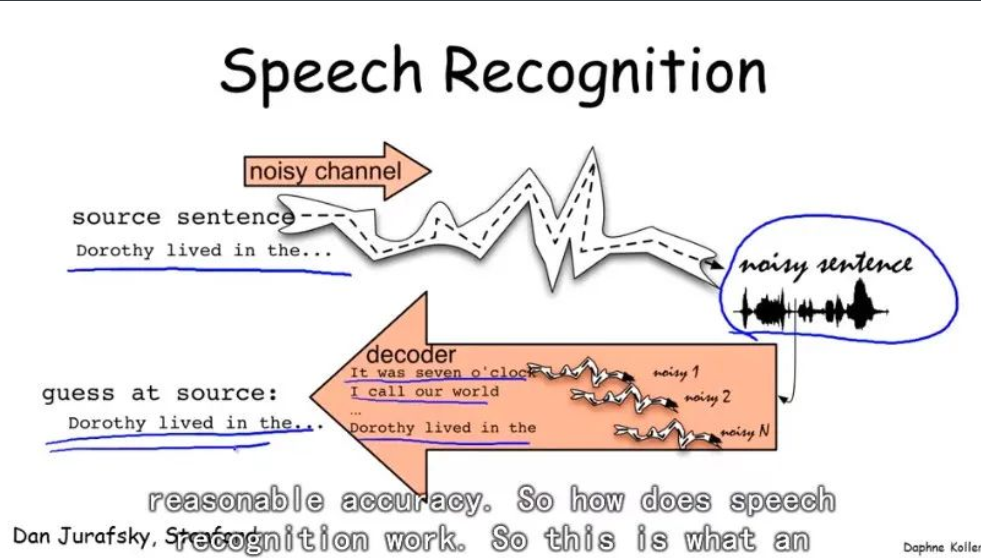 Speech Recognition
noisy channel
source sentence
Dorothy lived in the...
noisy sentence
decoder
It was seven o'clock
noisy 1
I call our world
noisy 2
guess at source:
...
Dorothy lived in the...
Dorothy lived in the
noisy N
reasonable accuracy. So how does speech
Dan Jurafsky, Stanford
recognition work. So this is what an
Daphne Koller